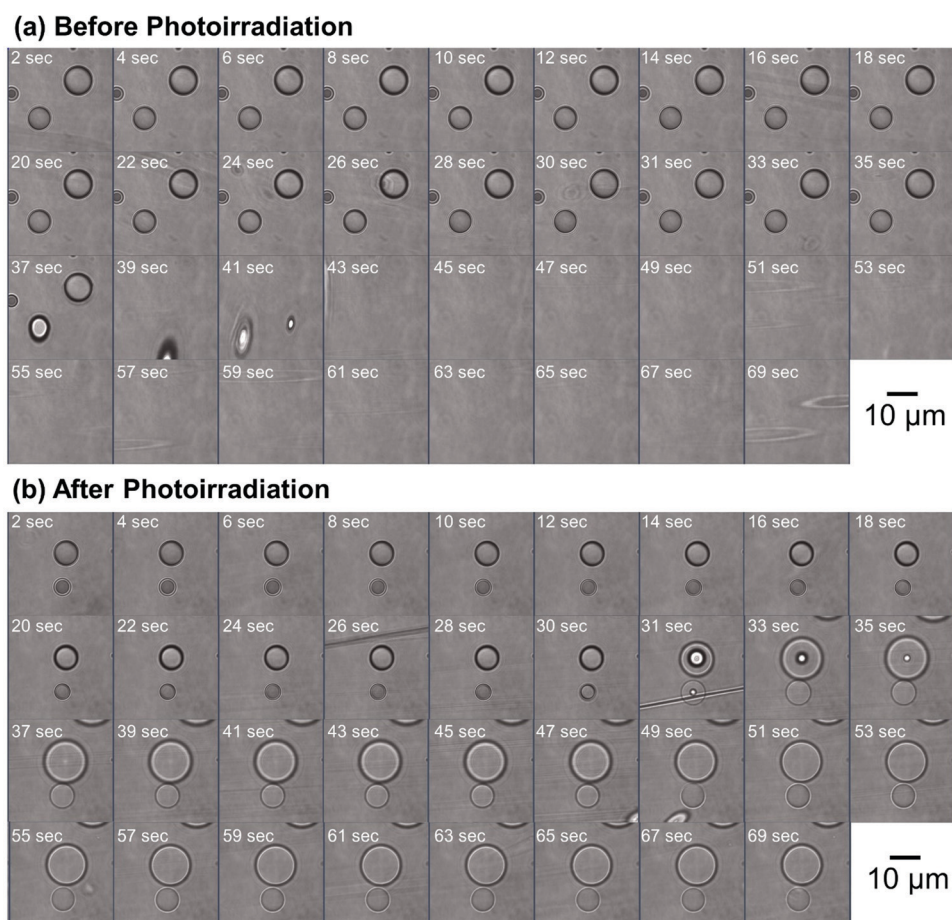 (a) Before Photoirradiation
2 sec 4 sec 6 sec 8 sec 10 sec 12 sec 14 sec 16 sec 18 sec
20 sec 22 sec 24 sec 26 sec 28 sec 30 sec 31 sec 33 sec 35 sec
37 sec 39 sec 41 sec 43 sec 45 sec 47 sec 49 sec 51 sec 53 sec
55 sec 57 sec 59 sec 61 sec 63 sec 65 sec 67 sec 69 sec
10 µm
(b) After Photoirradiation
2 sec 4 sec 6 sec 8 sec 10 sec 12 sec 14 sec 16 sec 18 sec
20 sec 22 sec 24 sec 26 sec 28 sec 30 sec 31 sec 33 sec 35 sec
37 sec 39 sec 41 sec 43 sec 45 sec 47 sec 49 sec 51 sec 53 sec
55 sec 57 sec 59 sec 61 sec 63 sec 65 sec 67 sec 69 sec
10 µm